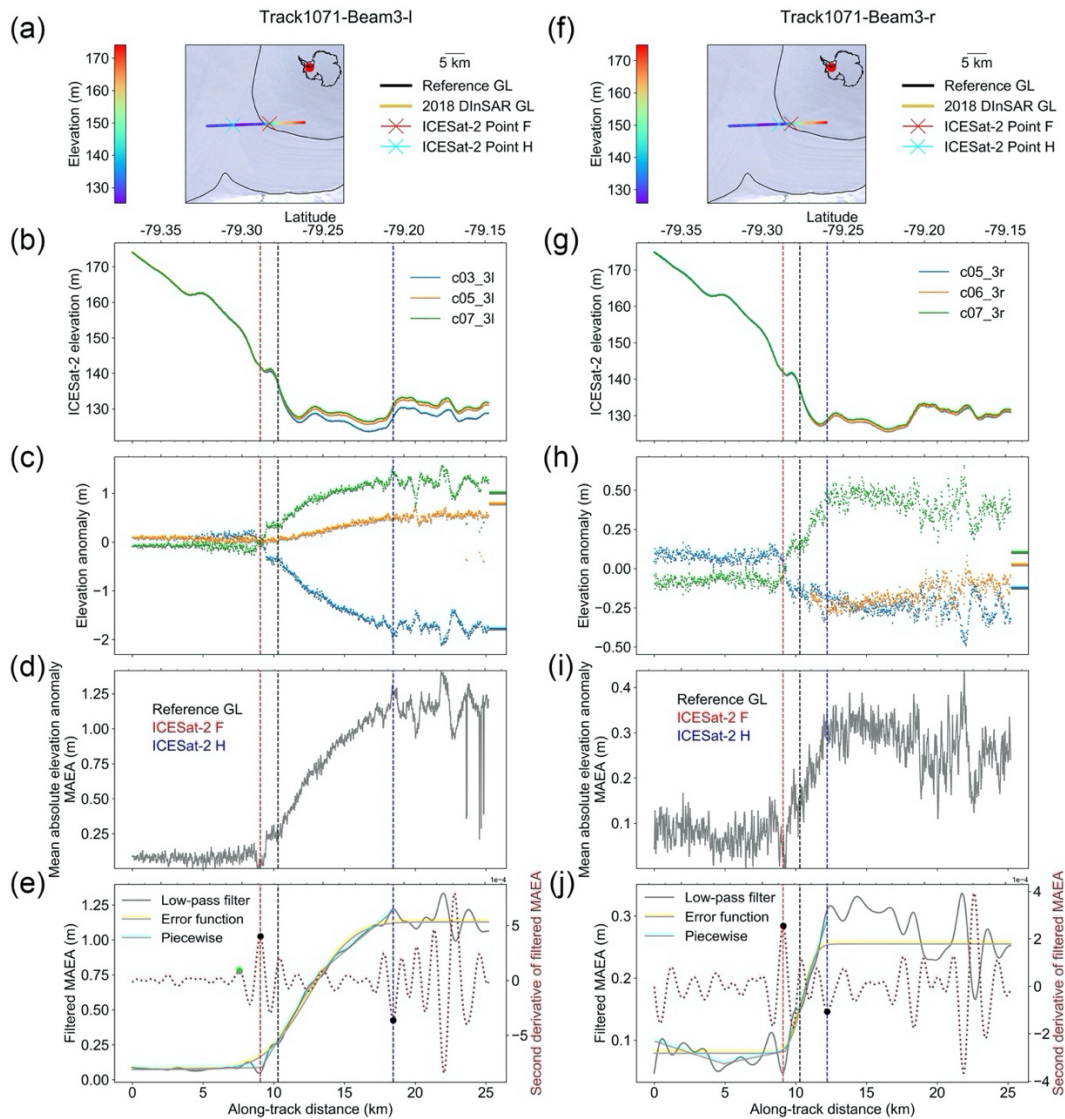 Track1071-Beam3-l
(a)
Elevation (m)
170
160
150
140
130
5 km
Reference GL
2018 DInSAR GL
ICESat-2 Point F
ICESat-2 Point H
Latitude
-79.35 -79.28 -79.22 -79.19 -79.15
(b)
ICESat-2 elevation (m)
170
160
150
140
130
c03_3l
c05_3l
c07_3l
(c)
Elevation anomaly (m)
1
0
−1
−2
(d)
Mean absolute elevation anomaly
MAEA (m)
1.25
1.00
0.75
0.50
0.25
Reference GL
ICESat-2 F
ICESat-2 H
(e)
Filtered MAEA (m)
1.25
1.00
0.75
0.50
0.25
0.00
Low-pass filter
Error function
Piecewise
1e−4
5
0
−5
Second derivative of filtered MAEA
0 5 10 15 20 25
Along-track distance (km)
Track1071-Beam3-r
(f)
Elevation (m)
170
160
150
140
130
5 km
Reference GL
2018 DInSAR GL
ICESat-2 Point F
ICESat-2 Point H
Latitude
-79.35 -79.28 -79.22 -79.19 -79.15
(g)
ICESat-2 elevation (m)
170
160
150
140
130
c05_3r
c06_3r
c07_3r
(h)
Elevation anomaly (m)
0.50
0.25
0.00
−0.25
−0.50
(i)
Mean absolute elevation anomaly
MAEA (m)
0.4
0.3
0.2
0.1
Reference GL
ICESat-2 F
ICESat-2 H
(j)
Filtered MAEA (m)
0.3
0.2
0.1
Low-pass filter
Error function
Piecewise
1e−4
4
2
0
−2
−4
Second derivative of filtered MAEA
0 5 10 15 20 25
Along-track distance (km)